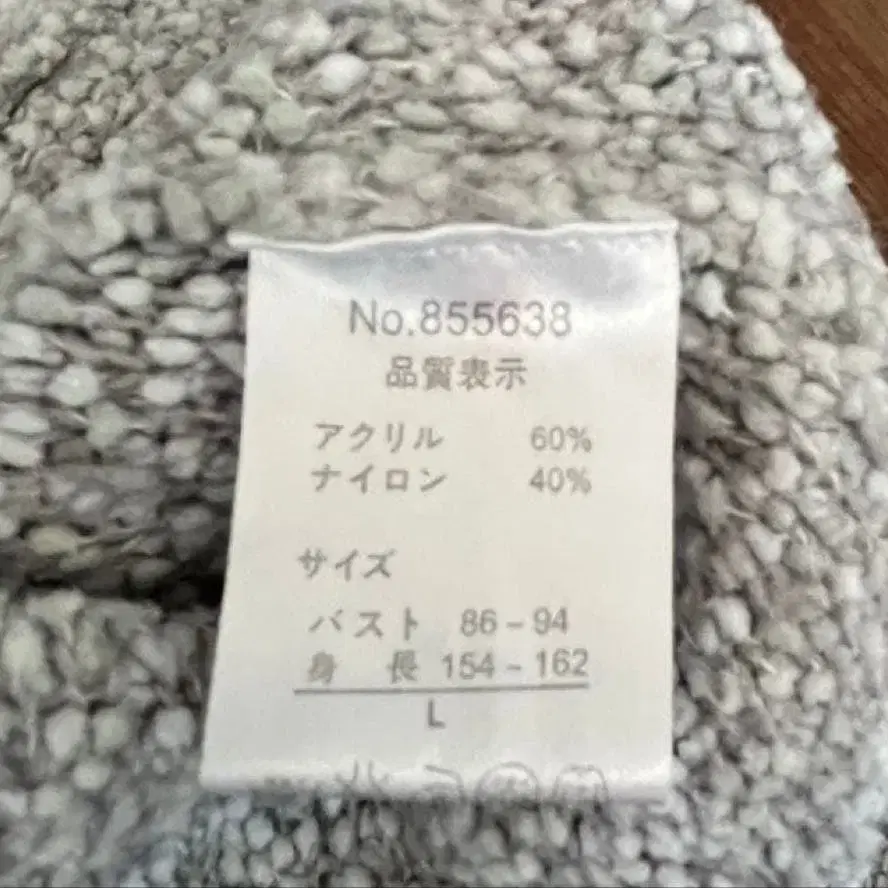 No.855638
品質表示
アクリル 60%
ナイロン 40%
サイズ
バスト 86-94
身 長 154-162
L